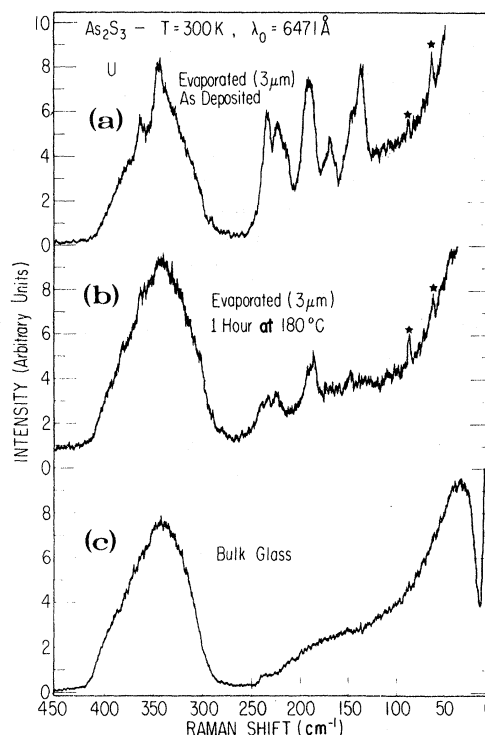 As2S3 – T=300K , λ0 = 6471Å
U
Evaporated (3μm)
As Deposited
(a)
10
8
6
4
2
0
(b)
Evaporated (3μm)
1 Hour at 180°C
8
6
4
2
0
(c)
Bulk Glass
8
6
4
2
0
INTENSITY (Arbitrary Units)
450 400 350 300 250 200 150 100 50
RAMAN SHIFT (cm-1)